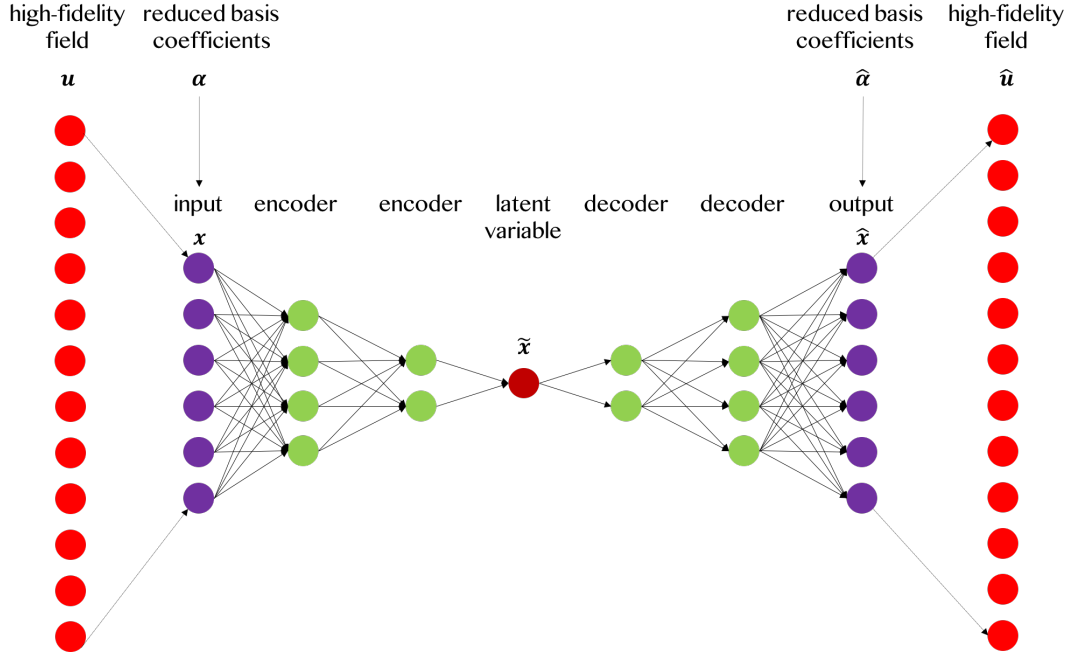 high-fidelity
field
u
reduced basis
coefficients
α
reduced basis
coefficients
α̂
high-fidelity
field
û
input
x
encoder
encoder
latent
variable
x̃
decoder
decoder
output
x̂